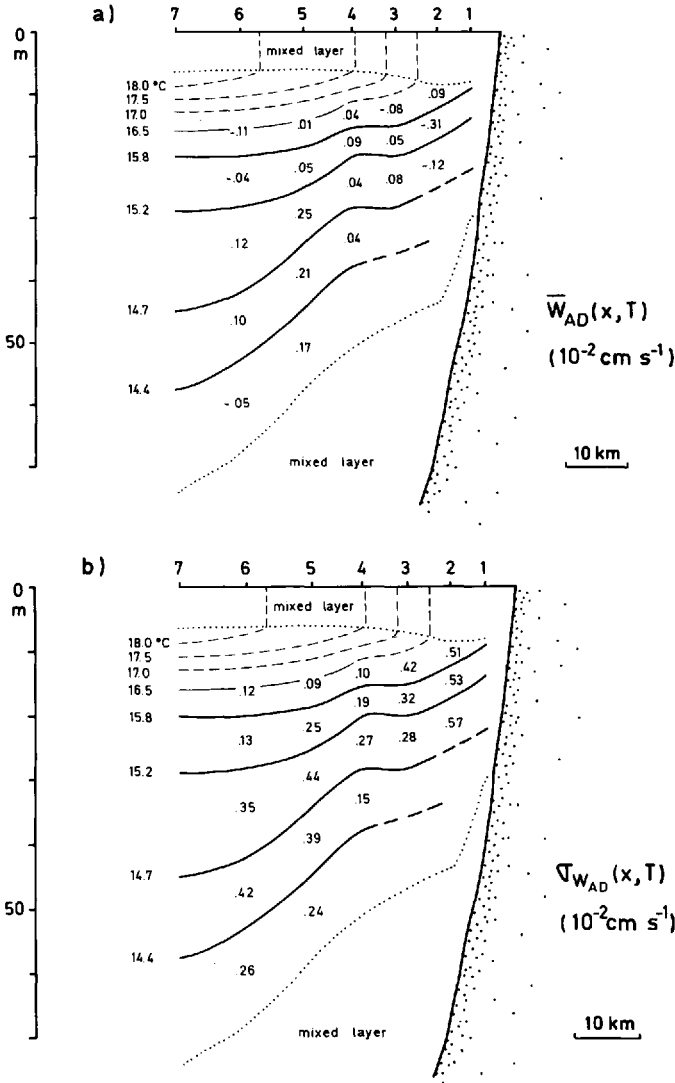 a)
7 6 5 4 3 2 1
0
m
mixed layer
18.0 °C
17.5
17.0
16.5
15.8
15.2
14.7
14.4
50
-.11 .01 .04 -.08 .09
-.04 .05 .09 .05 -.31
.12 .25 .04 .08 -.12
.10 .21 .04
-.05 .17
mixed layer
W̅AD(x,T)
(10⁻² cm s⁻¹)
10 km
b)
7 6 5 4 3 2 1
0
m
mixed layer
18.0 °C
17.5
17.0
16.5
15.8
15.2
14.7
14.4
50
.12 .09 .10 .42 .51
.13 .25 .19 .32 .53
.35 .44 .27 .28 .57
.42 .39 .15
.26 .24
mixed layer
σWAD(x,T)
(10⁻² cm s⁻¹)
10 km